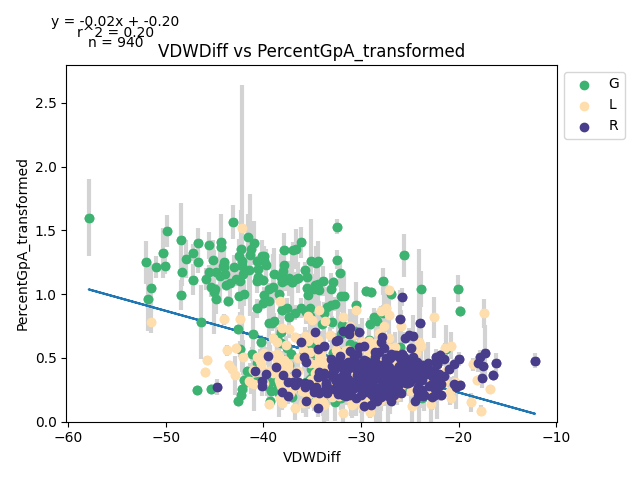 y = -0.02x + -0.20
r^2 = 0.20
n = 940
VDWDiff vs PercentGpA_transformed
PercentGpA_transformed
2.5
2.0
1.5
1.0
0.5
0.0
−60
−50
−40
−30
−20
−10
VDWDiff
G
L
R